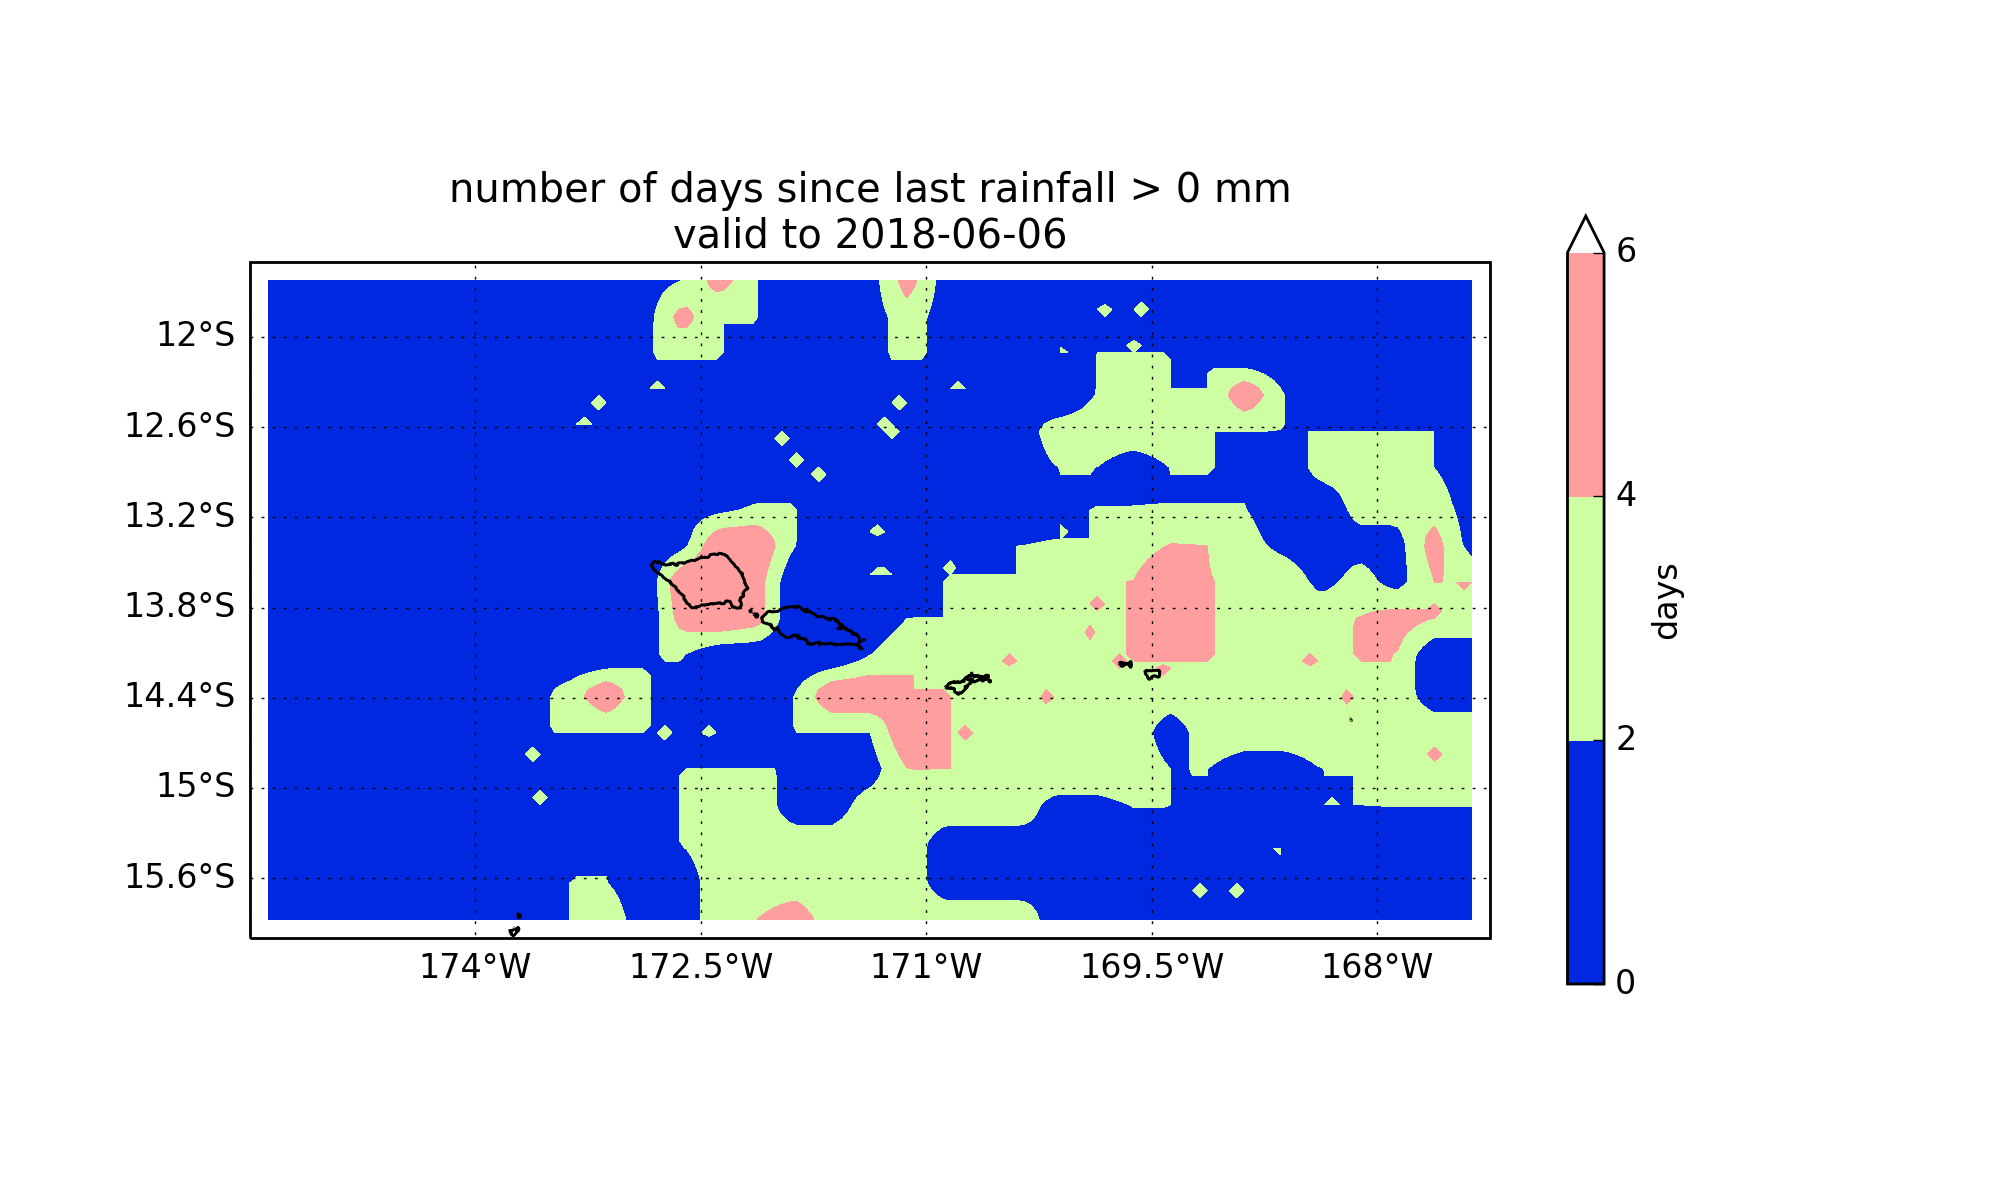 number of days since last rainfall > 0 mm
valid to 2018-06-06
12°S
12.6°S
13.2°S
13.8°S
14.4°S
15°S
15.6°S
174°W
172.5°W
171°W
169.5°W
168°W
6
4
2
0
days